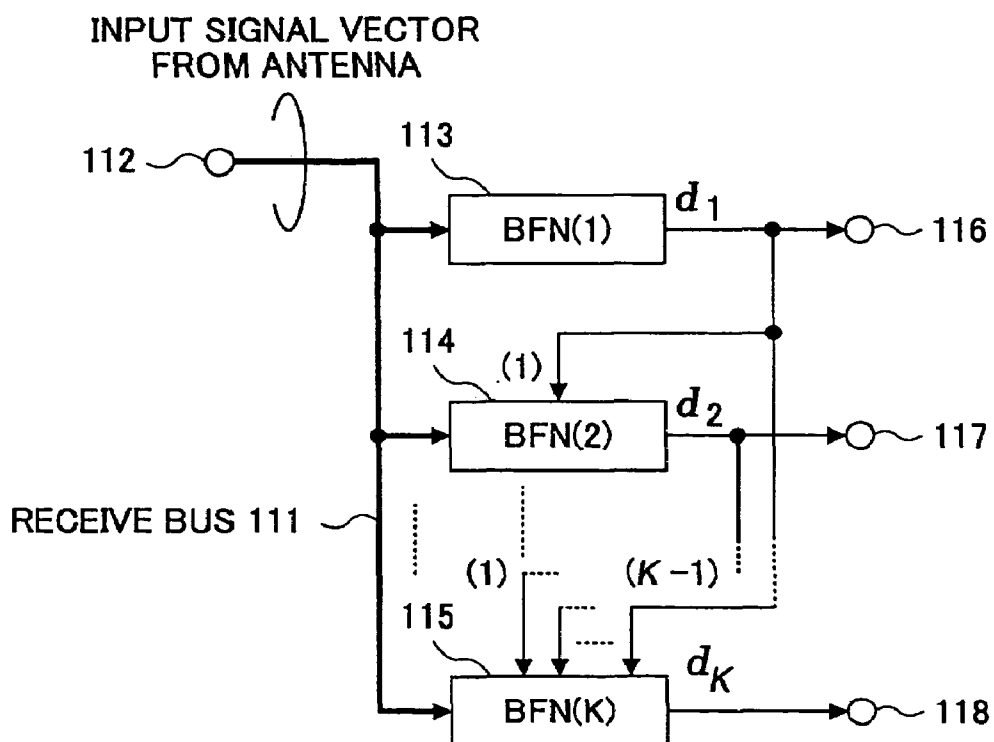 INPUT SIGNAL VECTOR
FROM ANTENNA
112
113
BFN(1)
d1
116
114
(1)
BFN(2)
d2
117
RECEIVE BUS 111
(1)
(K-1)
115
BFN(K)
dK
118